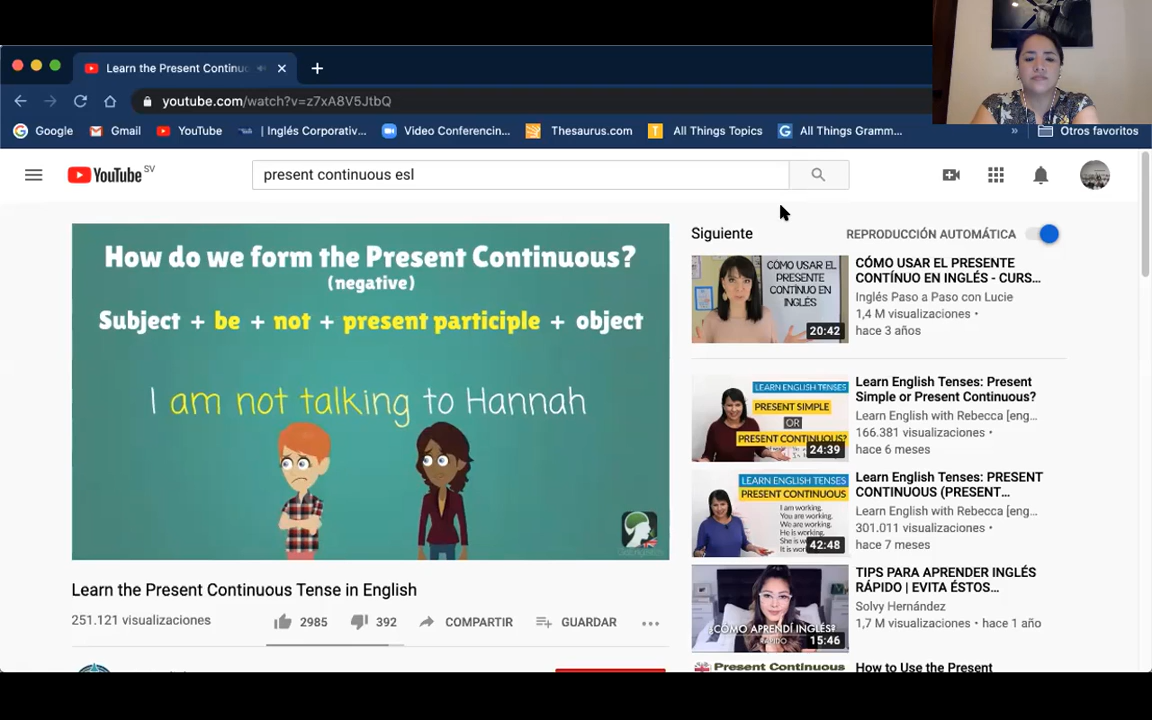 Learn the Present Continuo
youtube.com/watch?v=z7xA8V5JtbQ
Google
Gmail
YouTube
| Inglés Corporativ...
Video Conferencin...
Thesaurus.com
T
All Things Topics
G
All Things Gramm...
»
Otros favoritos
YouTube SV
present continuous esl
How do we form the Present Continuous?
(negative)
Subject + be + not + present participle + object
I am not talking to Hannah
Learn the Present Continuous Tense in English
251.121 visualizaciones
2985
392
COMPARTIR
GUARDAR
Siguiente
REPRODUCCIÓN AUTOMÁTICA
CÓMO USAR EL
PRESENTE
CONTÍNUO EN
INGLÉS
20:42
CÓMO USAR EL PRESENTE
CONTÍNUO EN INGLÉS - CURS...
Inglés Paso a Paso con Lucie
1,4 M visualizaciones •
hace 3 años
LEARN ENGLISH TENSES
PRESENT SIMPLE
OR
PRESENT CONTINUOUS?
24:39
Learn English Tenses: Present
Simple or Present Continuous?
Learn English with Rebecca [eng...
166.381 visualizaciones •
hace 6 meses
LEARN ENGLISH TENSES
PRESENT CONTINUOUS
I am working.
You are working.
We are working.
He is working.
42:48
Learn English Tenses: PRESENT
CONTINUOUS (PRESENT...
Learn English with Rebecca [eng...
301.011 visualizaciones •
hace 7 meses
¿CÓMO APRENDÍ INGLÉS?
RÁPIDO
15:46
TIPS PARA APRENDER INGLÉS
RÁPIDO | EVITA ÉSTOS...
Solvy Hernández
1,7 M visualizaciones • hace 1 año
Present Continuous
How to Use the Present